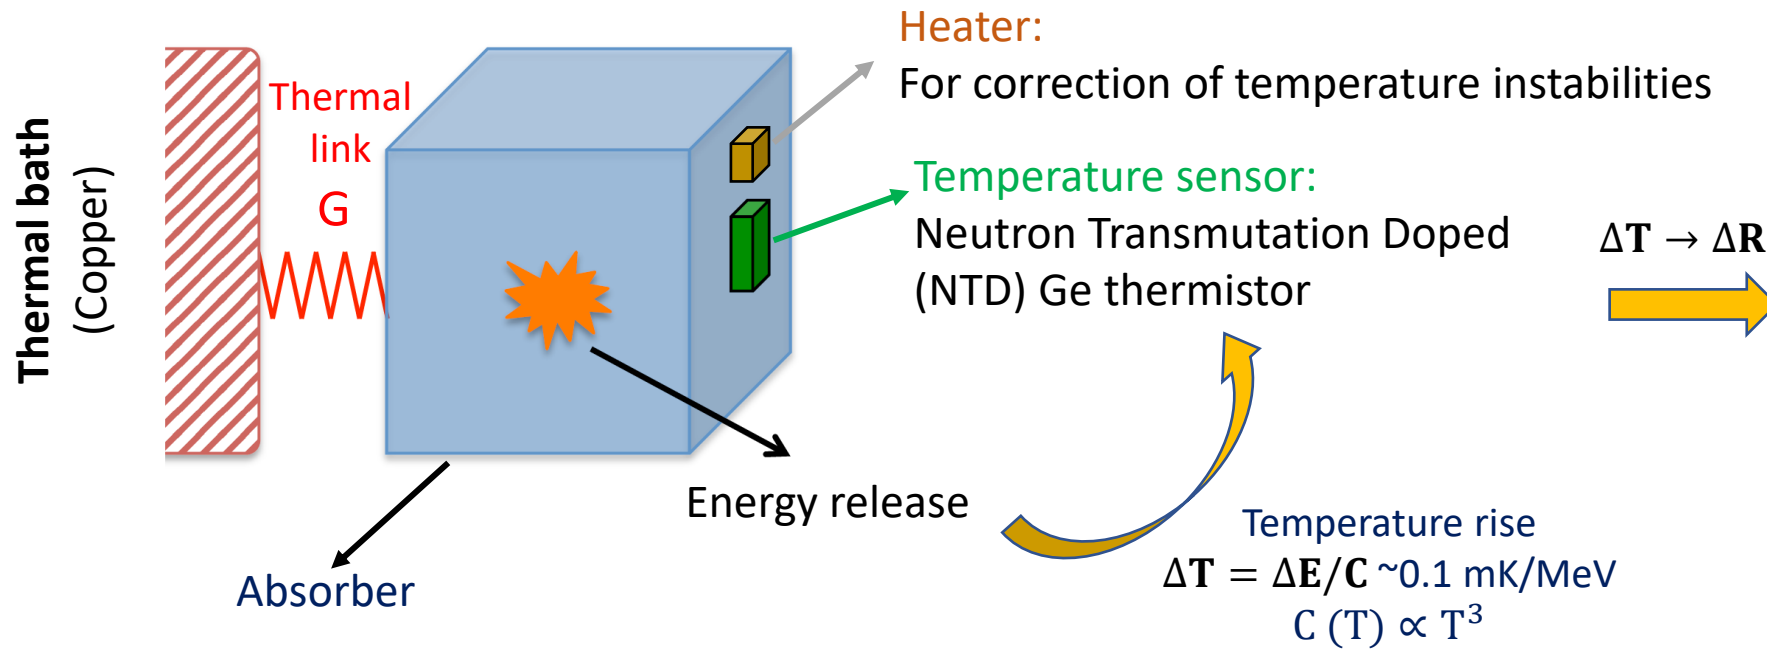 Thermal bath
(Copper)
Thermal
link
G
Heater:
For correction of temperature instabilities
Temperature sensor:
Neutron Transmutation Doped
(NTD) Ge thermistor
ΔT → ΔR
Energy release
Absorber
Temperature rise
ΔT = ΔE/C ~0.1 mK/MeV
C (T) ∝ T³